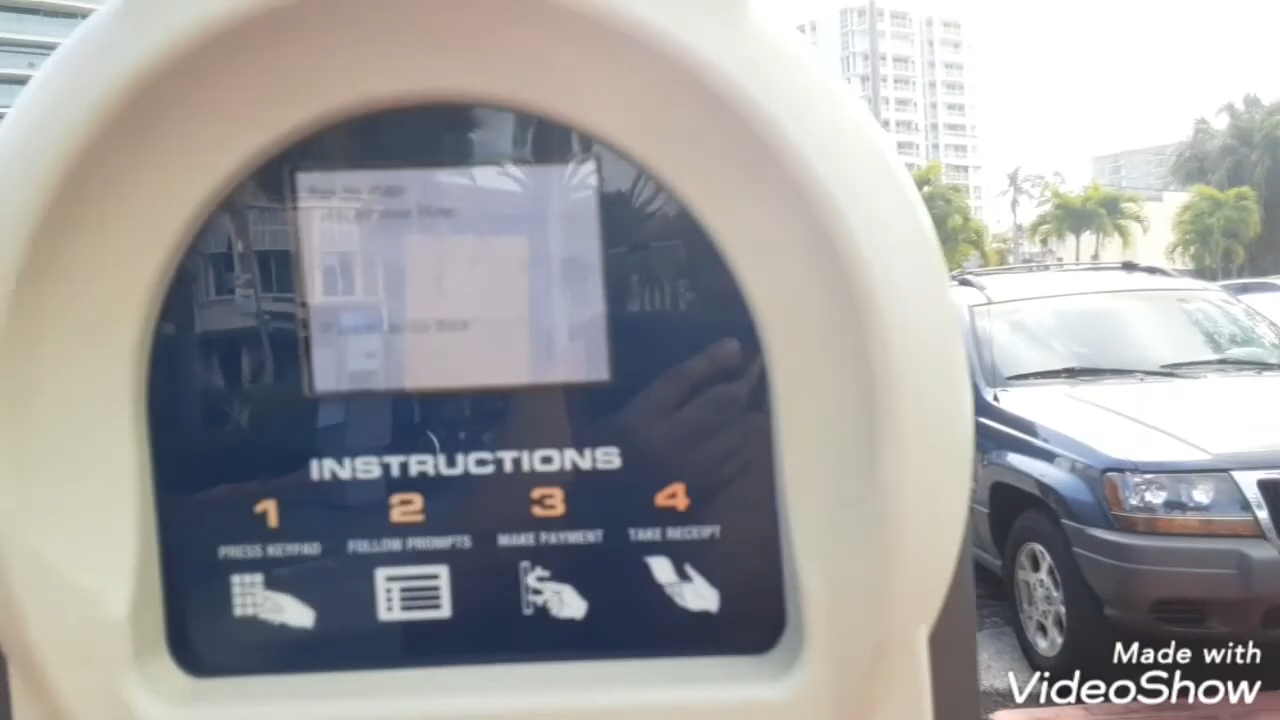 INSTRUCTIONS
1 2 3 4
PRESS KEYPAD FOLLOW PROMPTS MAKE PAYMENT TAKE RECEIPT
Made with
VideoShow